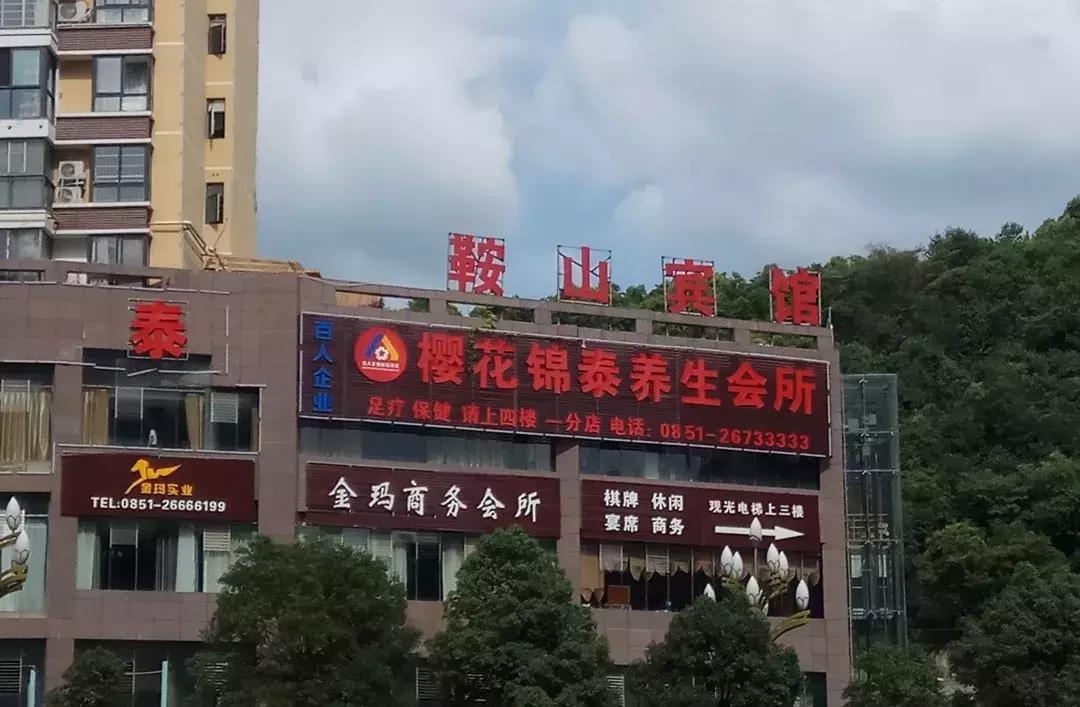 鞍山宾馆
泰
百人企业
樱花锦泰养生会所
足疗 保健 请上四楼 一分店 电话: 0851-26733333
金玛实业
TEL:0851-26666199
金玛商务会所
棋牌 休闲
宴席 商务
观光电梯上三楼